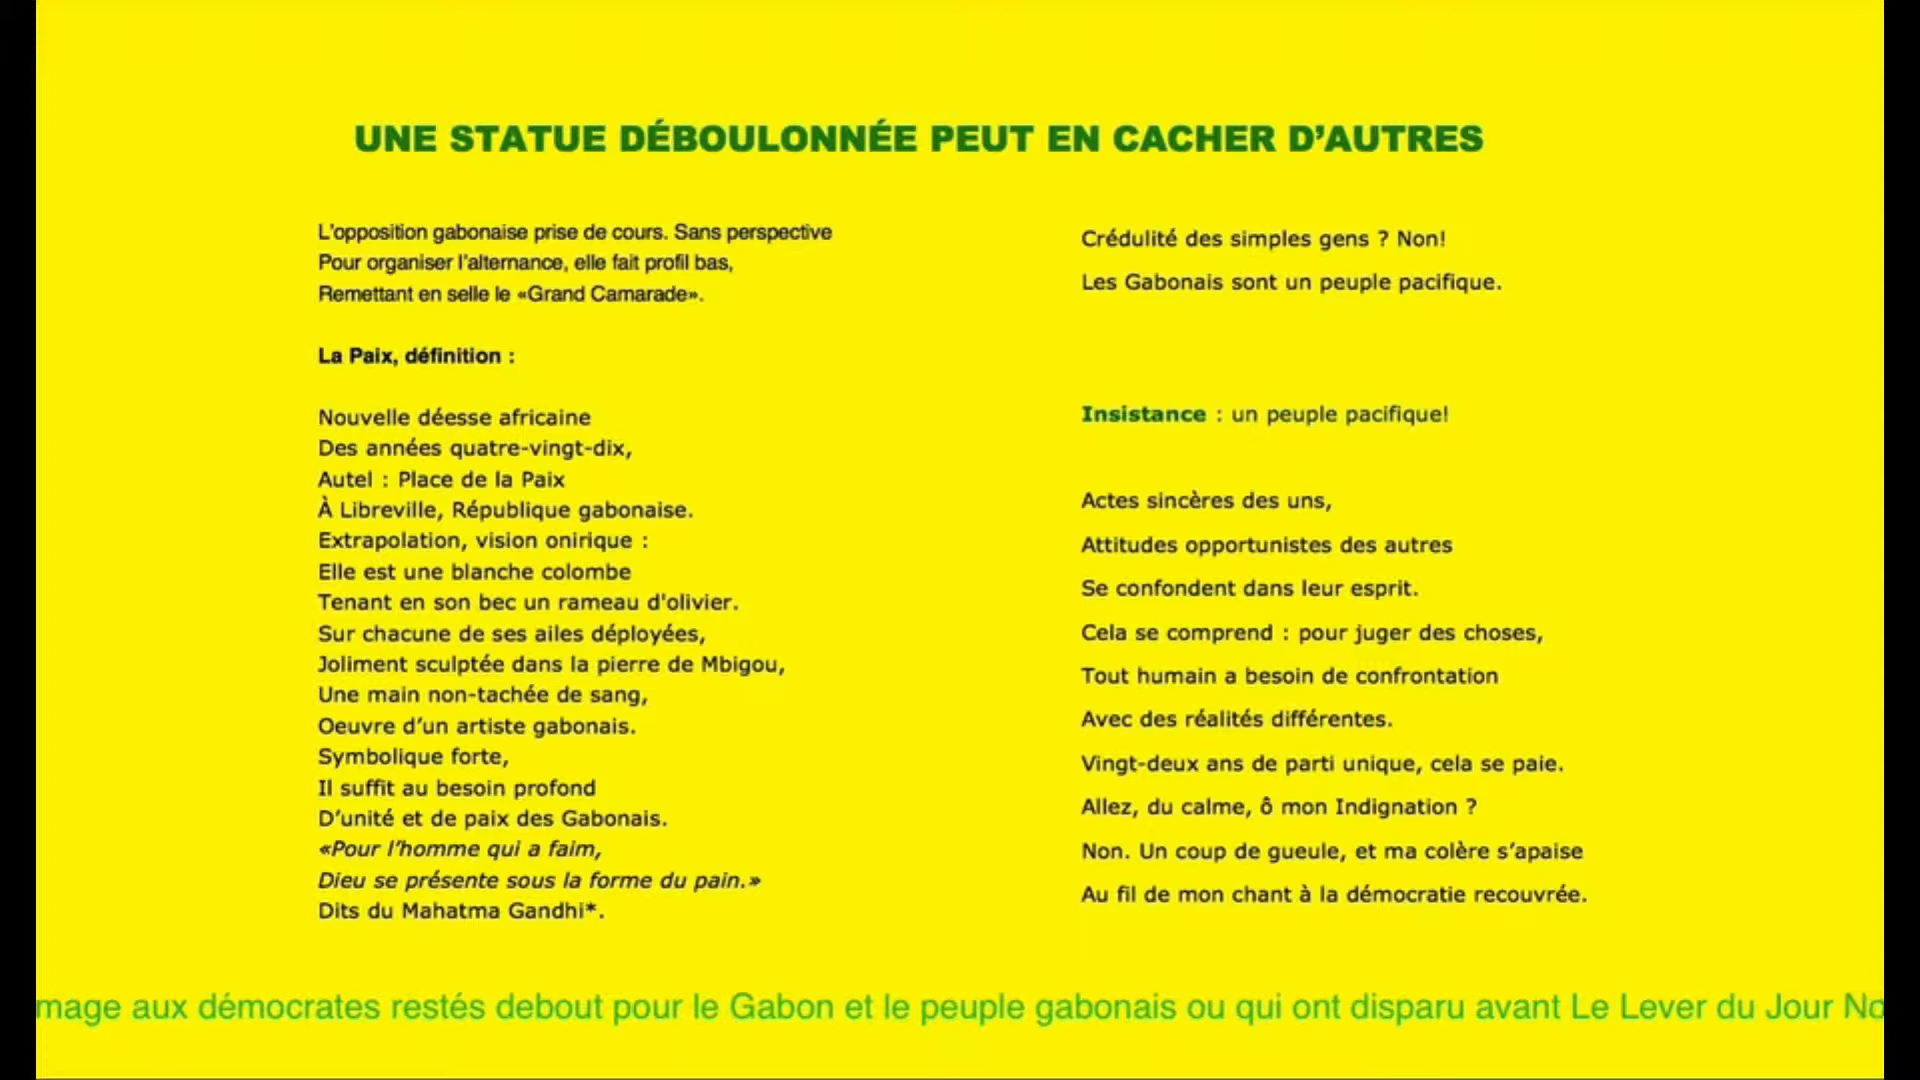 UNE STATUE DÉBOULONNÉE PEUT EN CACHER D’AUTRES
L’opposition gabonaise prise de cours. Sans perspective
Pour organiser l’alternance, elle fait profil bas,
Remettant en selle le «Grand Camarade».
La Paix, définition :
Nouvelle déesse africaine
Des années quatre-vingt-dix,
Autel : Place de la Paix
À Libreville, République gabonaise.
Extrapolation, vision onirique :
Elle est une blanche colombe
Tenant en son bec un rameau d'olivier.
Sur chacune de ses ailes déployées,
Joliment sculptée dans la pierre de Mbigou,
Une main non-tachée de sang,
Oeuvre d’un artiste gabonais.
Symbolique forte,
Il suffit au besoin profond
D’unité et de paix des Gabonais.
«Pour l’homme qui a faim,
Dieu se présente sous la forme du pain.»
Dits du Mahatma Gandhi*.
Crédulité des simples gens ? Non!
Les Gabonais sont un peuple pacifique.
Insistance : un peuple pacifique!
Actes sincères des uns,
Attitudes opportunistes des autres
Se confondent dans leur esprit.
Cela se comprend : pour juger des choses,
Tout humain a besoin de confrontation
Avec des réalités différentes.
Vingt-deux ans de parti unique, cela se paie.
Allez, du calme, ô mon Indignation ?
Non. Un coup de gueule, et ma colère s’apaise
Au fil de mon chant à la démocratie recouvrée.
mage aux démocrates restés debout pour le Gabon et le peuple gabonais ou qui ont disparu avant Le Lever du Jour No